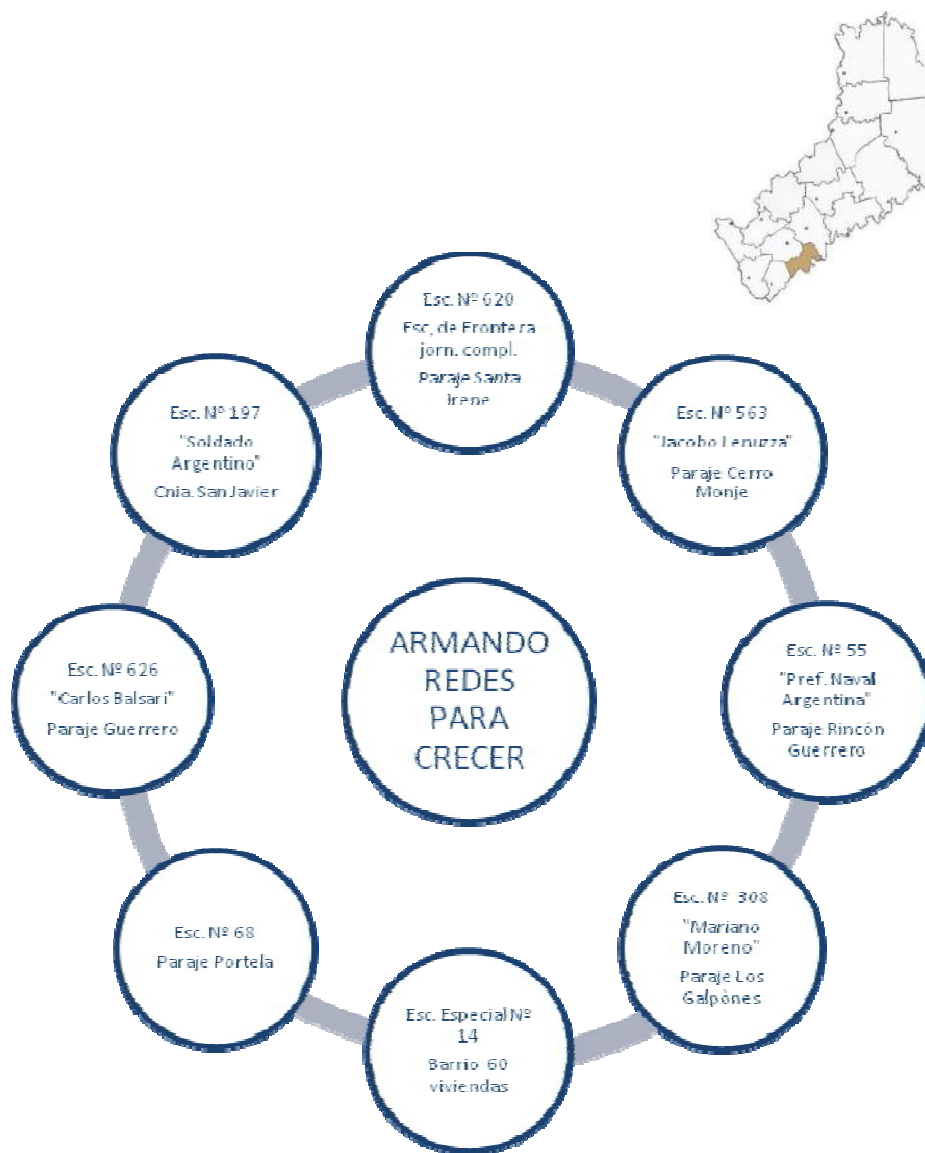 Esc. Nº 620
Esc. de Frontera
jorn. compl.
Paraje Santa
Irene
Esc. Nº 563
"Jacobo Lenuzza"
Paraje Cerro
Monje
Esc. Nº 55
"Pref. Naval
Argentina"
Paraje Rincón
Guerrero
Esc. Nº 308
"Mariano
Moreno"
Paraje Los
Galpònes
Esc. Especial Nº
14
Barrio 60
viviendas
Esc. Nº 68
Paraje Portela
Esc. Nº 626
"Carlos Balsari"
Paraje Guerrero
Esc. Nº 197
"Soldado
Argentino"
Cnia. San Javier
ARMANDO
REDES
PARA
CRECER